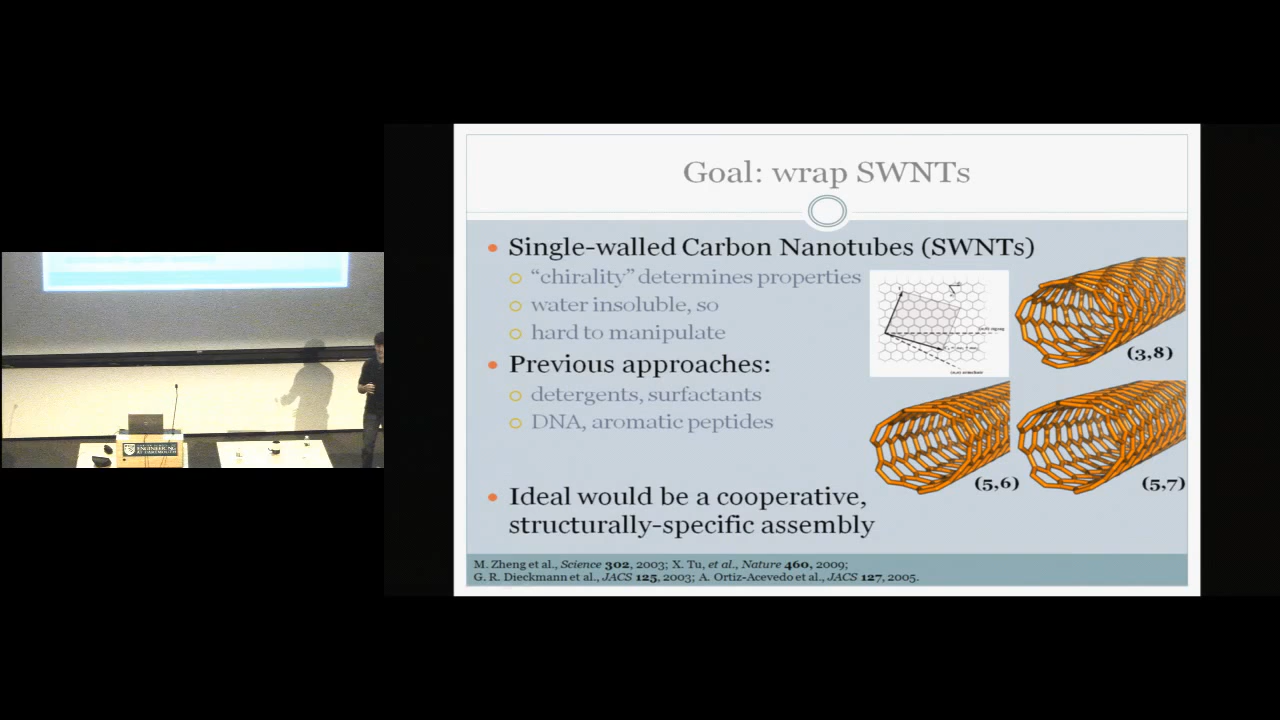 Goal: wrap SWNTs
Single-walled Carbon Nanotubes (SWNTs)
“chirality” determines properties
water insoluble, so
hard to manipulate
Previous approaches:
detergents, surfactants
DNA, aromatic peptides
Ideal would be a cooperative,
structurally-specific assembly
(3,8)
(5,6)
(5,7)
M. Zheng et al., Science 302, 2003; X. Tu, et al., Nature 460, 2009;
G. R. Dieckmann et al., JACS 125, 2003; A. Ortiz-Acevedo et al., JACS 127, 2005.
ENGINEERING
AT DARTMOUTH